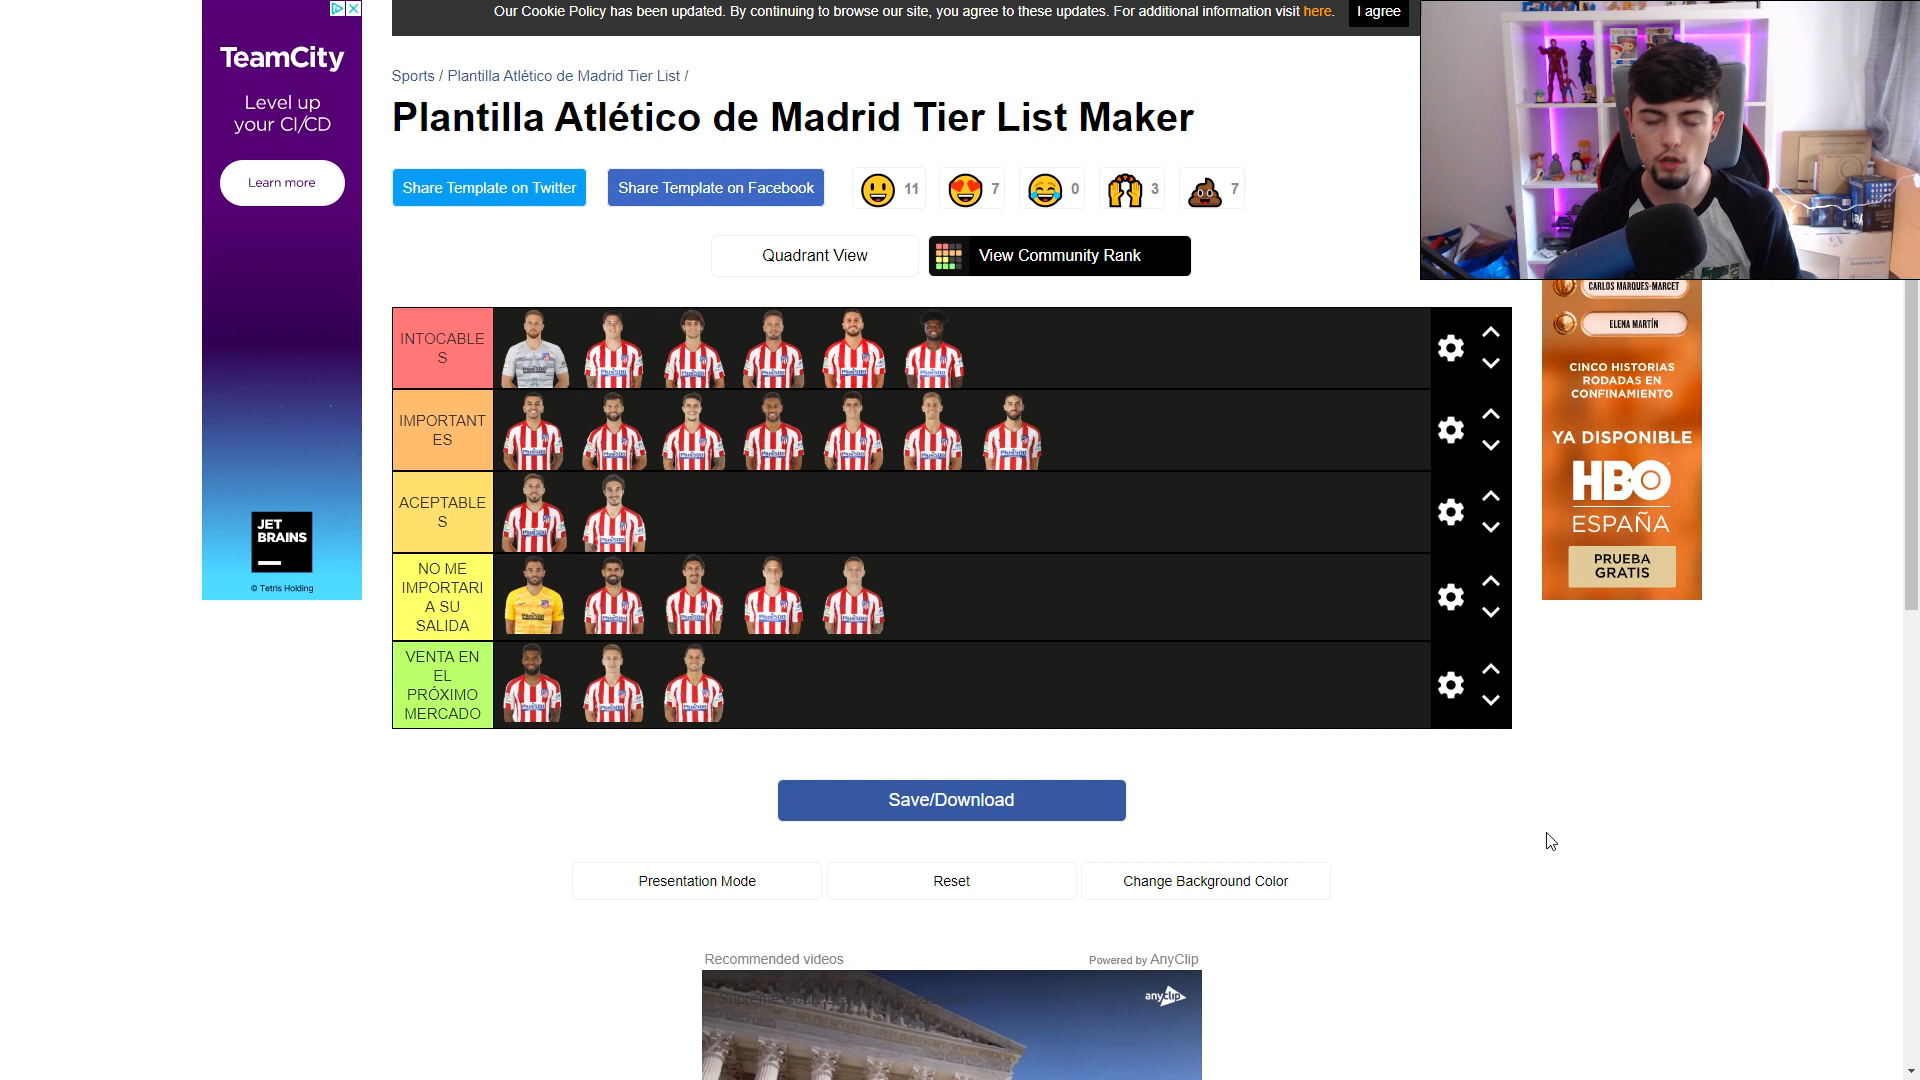 Our Cookie Policy has been updated. By continuing to browse our site, you agree to these updates. For additional information visit here.
I agree
TeamCity
Level up
your CI/CD
Learn more
JET
BRAINS
© Tetris Holding
Sports / Plantilla Atlético de Madrid Tier List /
Plantilla Atlético de Madrid Tier List Maker
Share Template on Twitter
Share Template on Facebook
11
7
0
3
7
Quadrant View
View Community Rank
INTOCABLE
S
IMPORTANT
ES
ACEPTABLE
S
NO ME
IMPORTARI
A SU
SALIDA
VENTA EN
EL
PRÓXIMO
MERCADO
CARLOS MARQUES-MARCET
ELENA MARTÍN
CINCO HISTORIAS
RODADAS EN
CONFINAMIENTO
YA DISPONIBLE
HBO
ESPAÑA
PRUEBA
GRATIS
Save/Download
Presentation Mode
Reset
Change Background Color
Recommended videos
Powered by AnyClip
anyclip